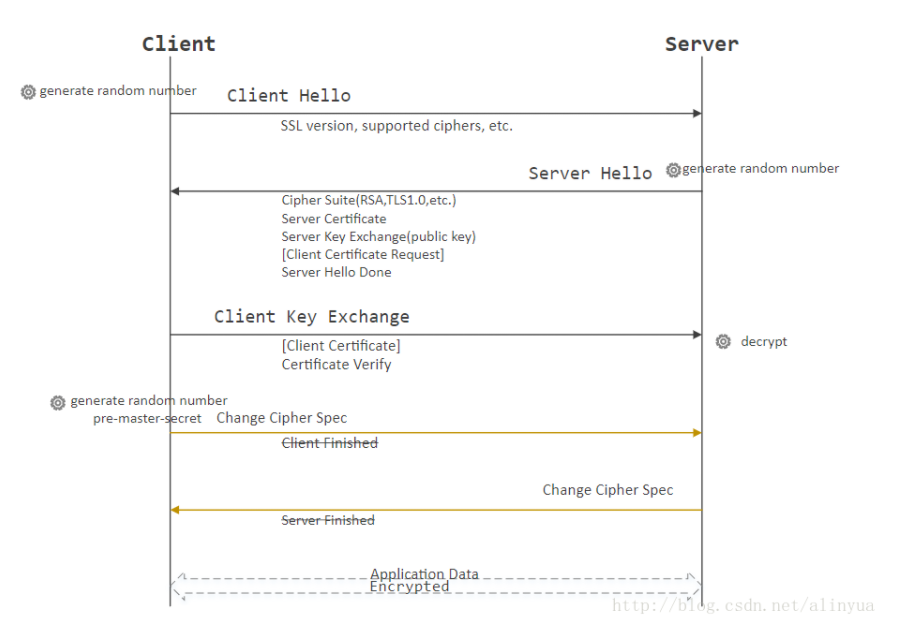 Client
Server
generate random number
Client Hello
SSL version, supported ciphers, etc.
Server Hello
generate random number
Cipher Suite(RSA,TLS1.0,etc.)
Server Certificate
Server Key Exchange(public key)
[Client Certificate Request]
Server Hello Done
Client Key Exchange
[Client Certificate]
Certificate Verify
decrypt
generate random number
pre-master-secret
Change Cipher Spec
Client Finished
Change Cipher Spec
Server Finished
Application Data
Encrypted
http://blog.csdn.net/alinyua